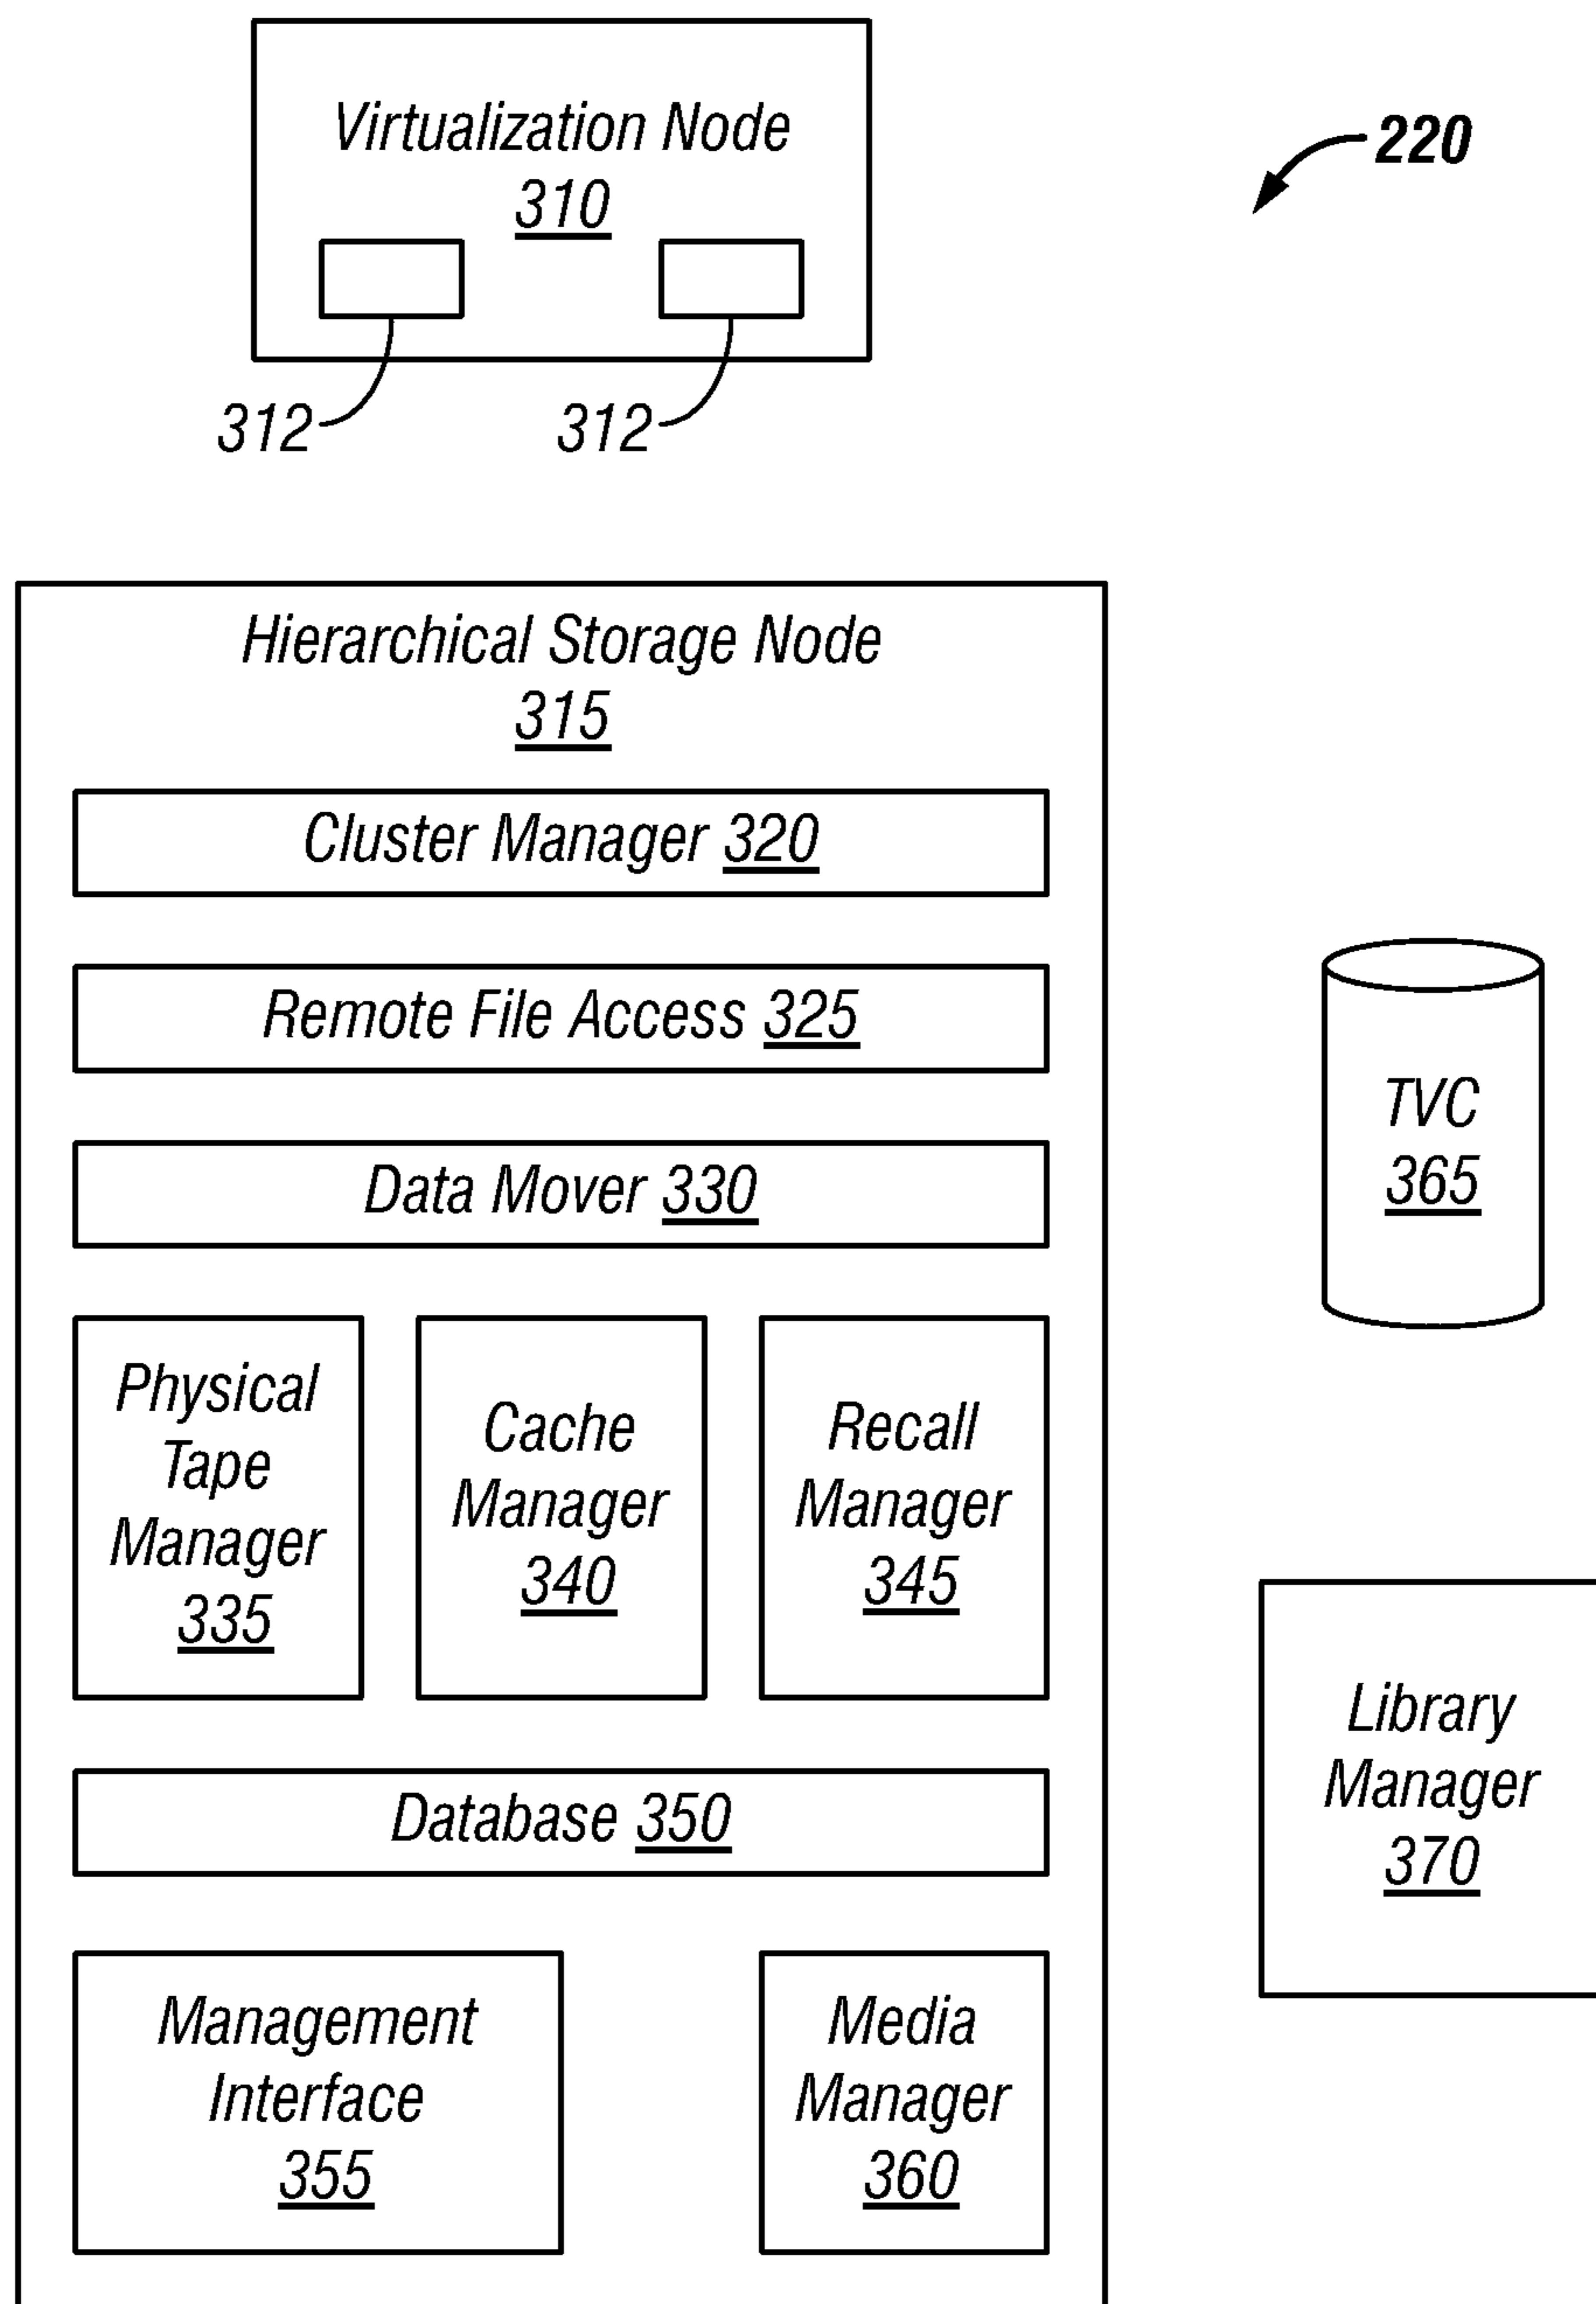 Virtualization Node
310
220
312
312
Hierarchical Storage Node
315
Cluster Manager 320
Remote File Access 325
Data Mover 330
TVC
365
Physical
Tape
Manager
335
Cache
Manager
340
Recall
Manager
345
Library
Manager
370
Database 350
Management
Interface
355
Media
Manager
360